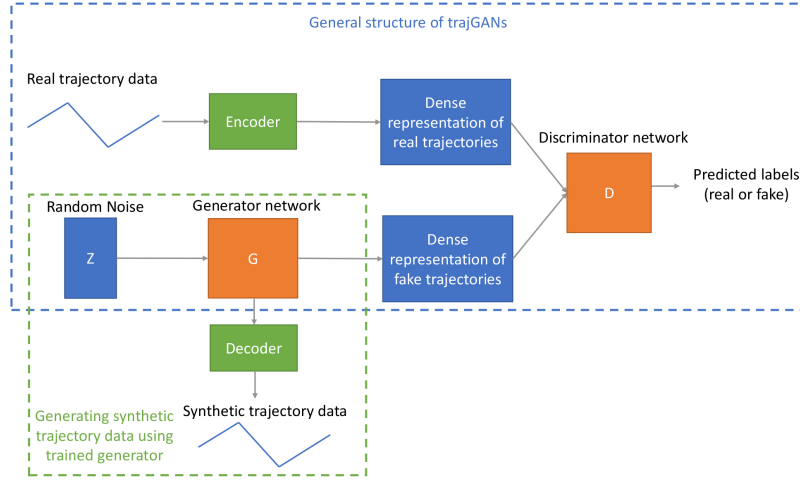 General structure of trajGANs
Real trajectory data
Encoder
Dense
representation of
real trajectories
Discriminator network
D
Predicted labels
(real or fake)
Random Noise
Z
Generator network
G
Dense
representation of
fake trajectories
Decoder
Synthetic trajectory data
Generating synthetic
trajectory data using
trained generator